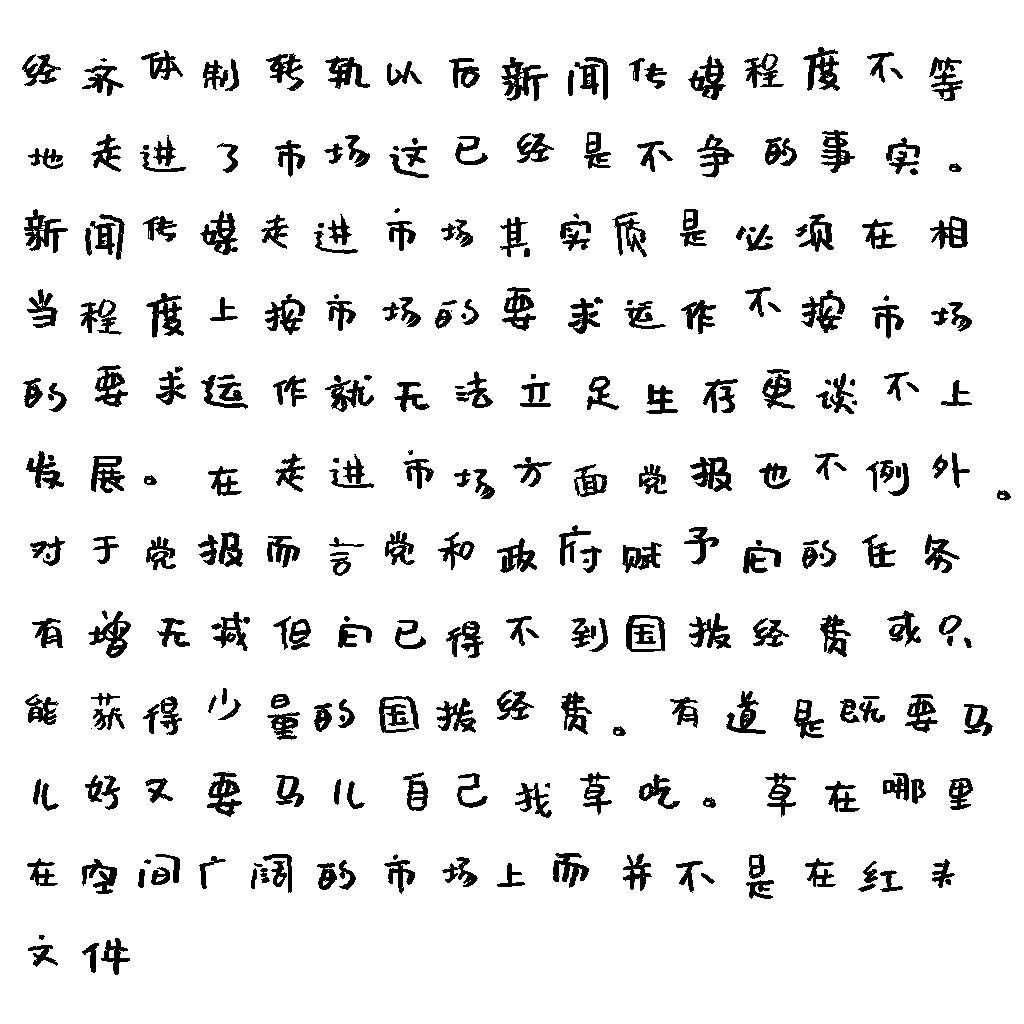 经济体制转轨以后新闻传媒程度不等
地走进了市场这已经是不争的事实。
新闻传媒走进市场其实质是必须在相
当程度上按市场的要求运作不按市场
的要求运作就无法立足生存更谈不上
发展。在走进市场方面党报也不例外。
对于党报而言党和政府赋予它的任务
有增无减但它已得不到国拨经费或只
能获得少量的国拨经费。有道是既要马
儿好又要马儿自己找草吃。草在哪里
在空间广阔的市场上而并不是在红头
文件